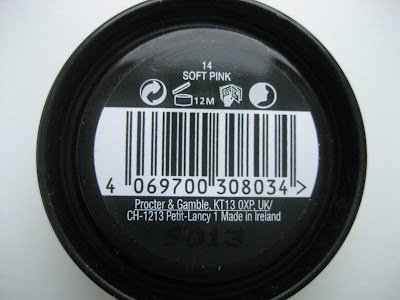 14
SOFT PINK
12M
4 069700 308034>
Procter & Gamble, KT13 0XP, UK/
CH-1213 Petit-Lancy 1 Made in Ireland